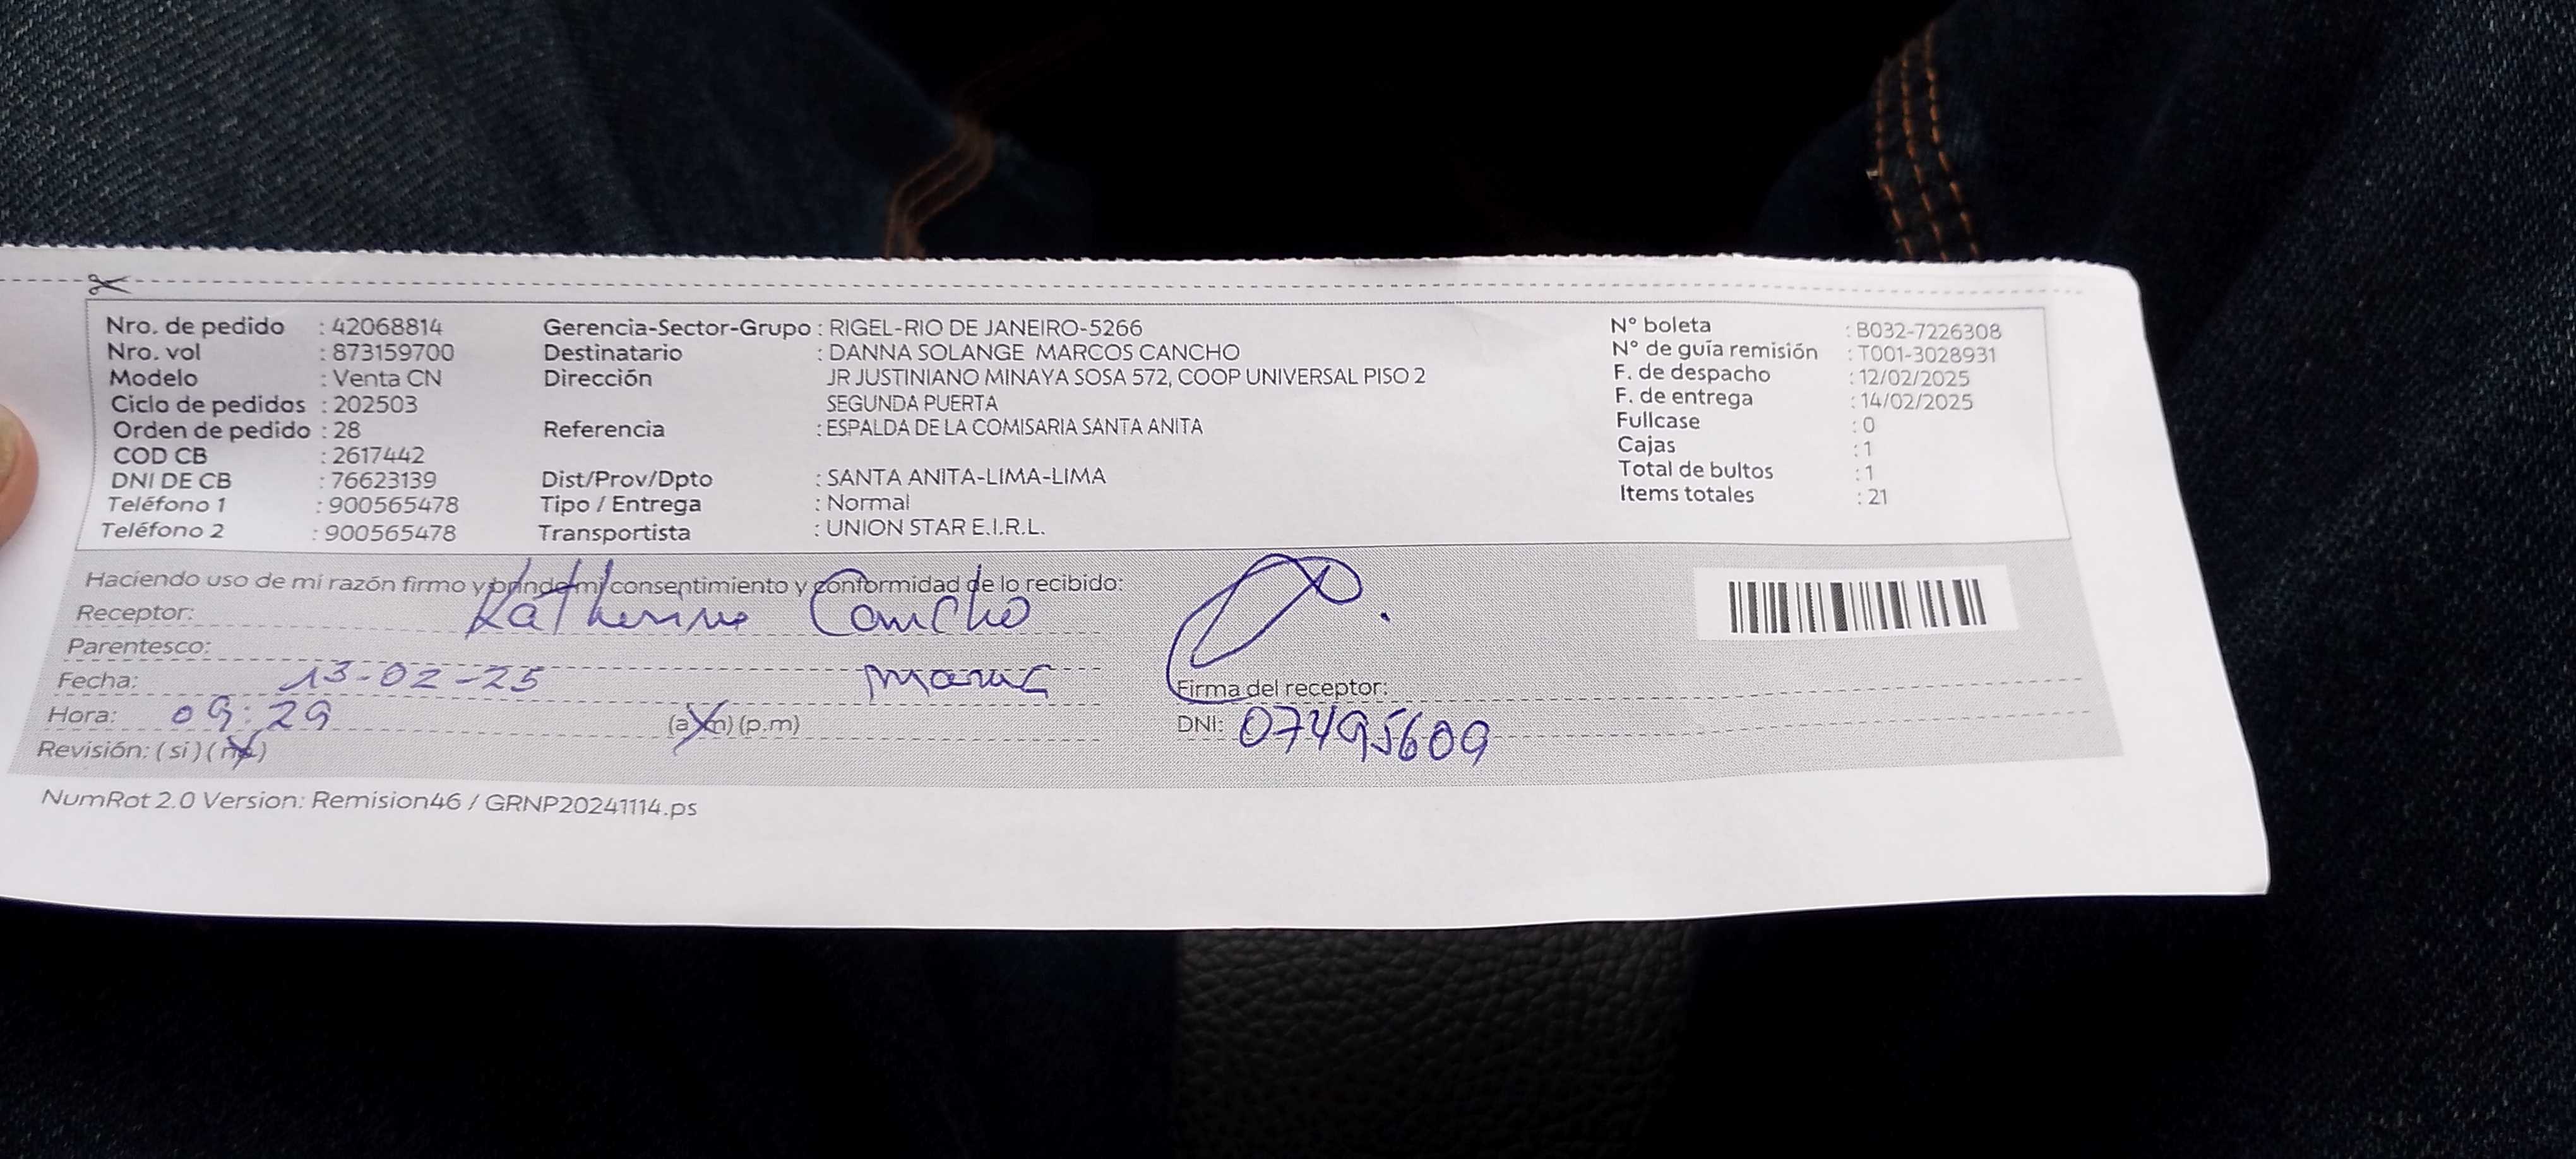 Nro. de pedido : 42068814
Nro. vol : 873159700
Modelo : Venta CN
Ciclo de pedidos : 202503
Orden de pedido : 28
COD CB : 2617442
DNI DE CB : 76623139
Teléfono 1 : 900565478
Teléfono 2 : 900565478
Gerencia-Sector-Grupo : RIGEL-RIO DE JANEIRO-5266
Destinatario : DANNA SOLANGE MARCOS CANCHO
Dirección JR JUSTINIANO MINAYA SOSA 572, COOP UNIVERSAL PISO 2
SEGUNDA PUERTA
Referencia : ESPALDA DE LA COMISARIA SANTA ANITA
Dist/Prov/Dpto : SANTA ANITA-LIMA-LIMA
Tipo / Entrega : Normal
Transportista : UNION STAR E.I.R.L.
N° boleta : B032-7226308
N° de guía remisión : T001-3028931
F. de despacho : 12/02/2025
F. de entrega : 14/02/2025
Fullcase : 0
Cajas : 1
Total de bultos : 1
Items totales : 21
Haciendo uso de mi razón firmo y brinde mi consentimiento y conformidad de lo recibido:
Receptor: Katherine Cancho
Parentesco:
Fecha: 13-02-25
Hora: 09:29 (a.m) (p.m)
Revisión: (si) (no)
Firma del receptor:
DNI: 07495609
NumRot 2.0 Version: Remision46 / GRNP20241114.ps